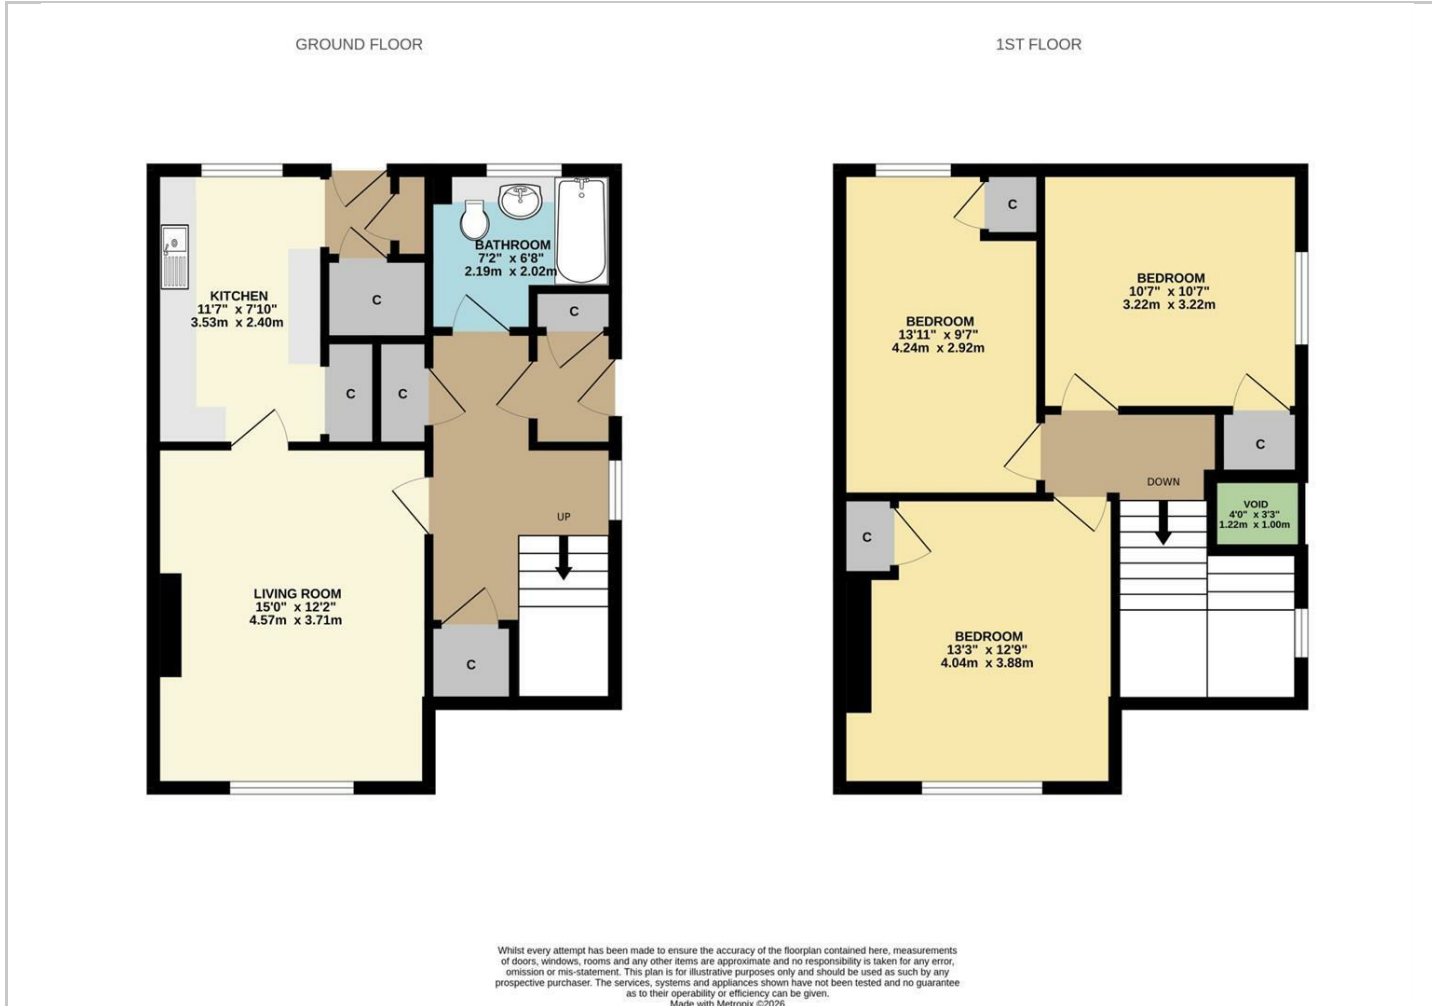 GROUND FLOOR
KITCHEN
11'7" x 7'10"
3.53m x 2.40m
C
C
C
BATHROOM
7'2" x 6'8"
2.19m x 2.02m
C
LIVING ROOM
15'0" x 12'2"
4.57m x 3.71m
UP
C
1ST FLOOR
C
BEDROOM
13'11" x 9'7"
4.24m x 2.92m
BEDROOM
10'7" x 10'7"
3.22m x 3.22m
C
DOWN
VOID
4'0" x 3'3"
1.22m x 1.00m
C
BEDROOM
13'3" x 12'9"
4.04m x 3.88m
Whilst every attempt has been made to ensure the accuracy of the floorplan contained here, measurements
of doors, windows, rooms and any other items are approximate and no responsibility is taken for any error,
omission or mis-statement. This plan is for illustrative purposes only and should be used as such by any
prospective purchaser. The services, systems and appliances shown have not been tested and no guarantee
as to their operability or efficiency can be given.
Made with Metropix ©2026